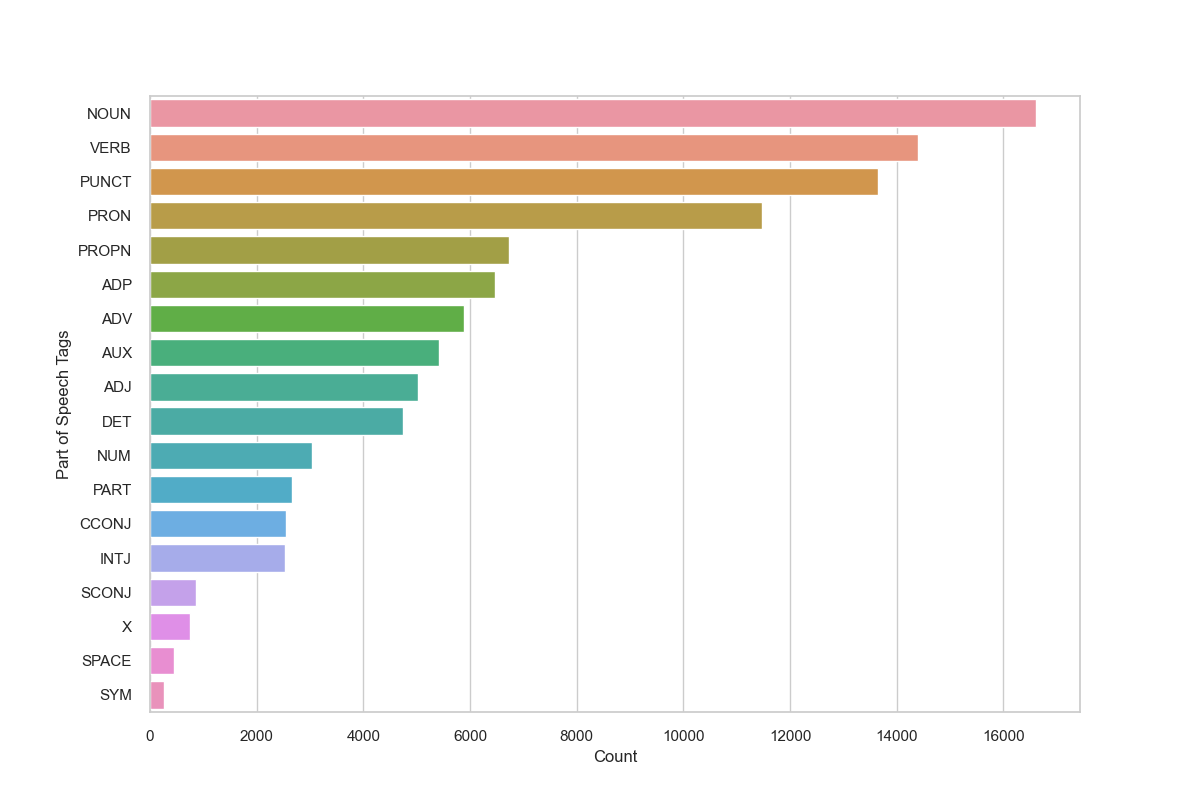 NOUN
VERB
PUNCT
PRON
PROPN
ADP
ADV
AUX
ADJ
DET
NUM
PART
CCONJ
INTJ
SCONJ
X
SPACE
SYM
Part of Speech Tags
0 2000 4000 6000 8000 10000 12000 14000 16000
Count